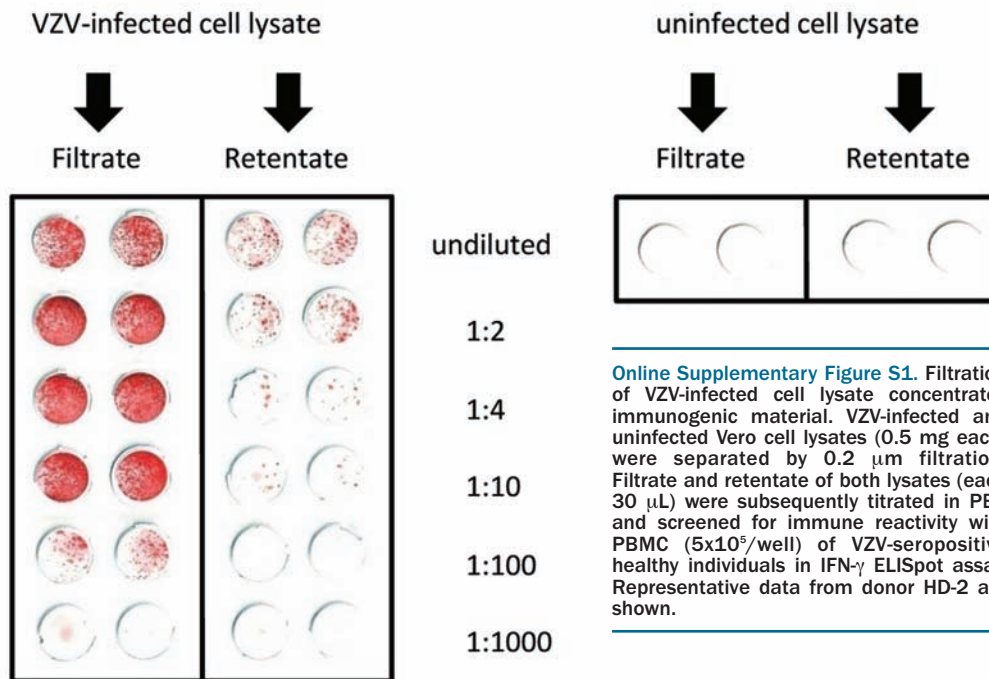 VZV-infected cell lysate
uninfected cell lysate
Filtrate Retentate
Filtrate Retentate
undiluted
1:2
1:4
1:10
1:100
1:1000
Online Supplementary Figure S1. Filtratio
of VZV-infected cell lysate concentrate
immunogenic material. VZV-infected an
uninfected Vero cell lysates (0.5 mg each
were separated by 0.2 μm filtration
Filtrate and retentate of both lysates (eac
30 μL) were subsequently titrated in PB
and screened for immune reactivity wi
PBMC (5x10⁵/well) of VZV-seropositiv
healthy individuals in IFN-γ ELISpot assa
Representative data from donor HD-2 a
shown.